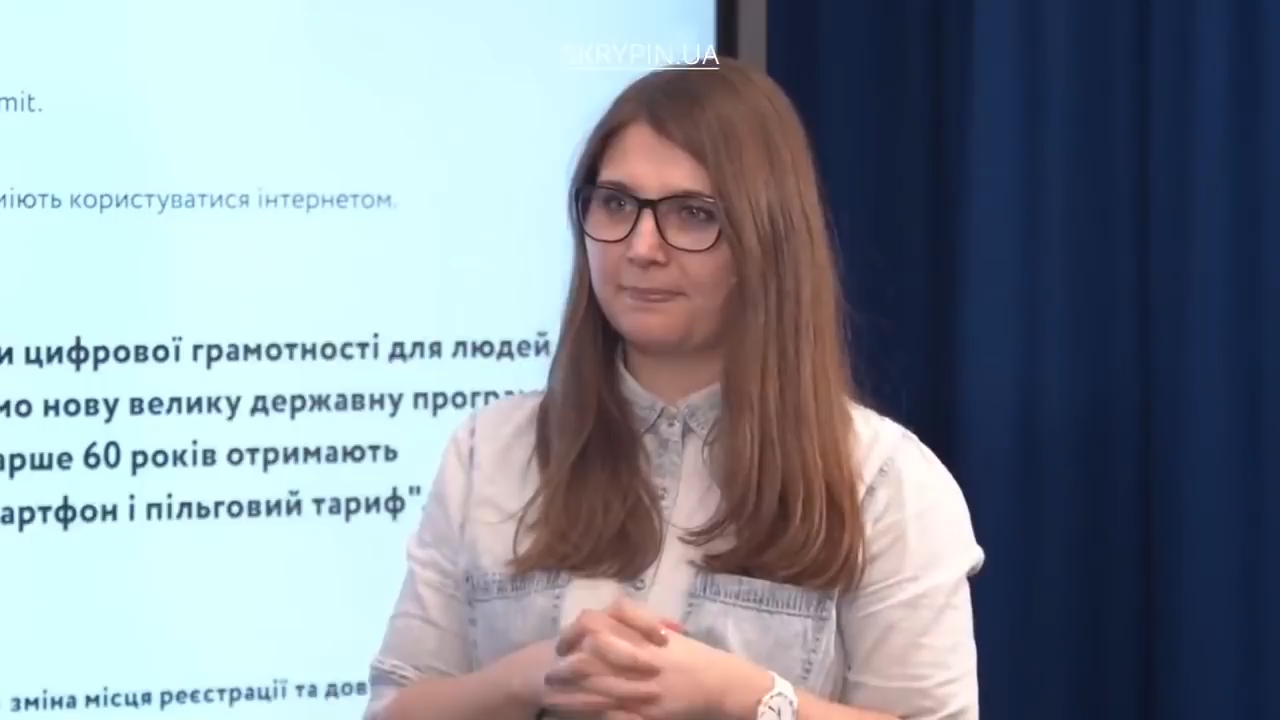 SKRYPIN.UA
mit.
міють користуватися інтернетом.
и цифрової грамотності для людей
мо нову велику державну програ
арше 60 років отримають
артфон і пільговий тариф".
зміна місця реєстрації та дов